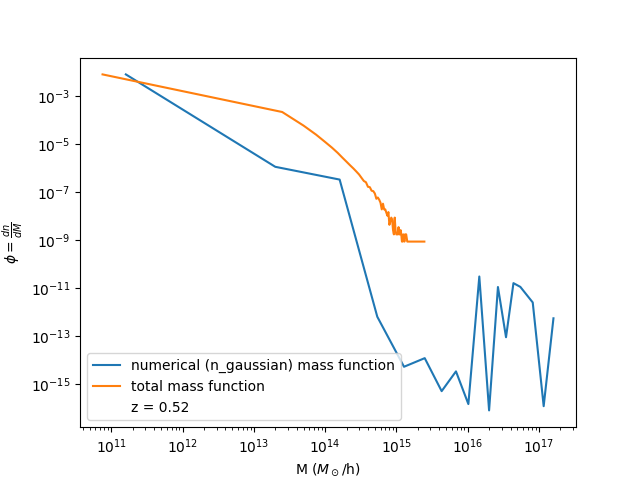 10⁻³
10⁻⁵
10⁻⁷
10⁻⁹
10⁻¹¹
10⁻¹³
10⁻¹⁵
ϕ = dn/dM
numerical (n_gaussian) mass function
total mass function
z = 0.52
10¹¹ 10¹² 10¹³ 10¹⁴ 10¹⁵ 10¹⁶ 10¹⁷
M (M⊙/h)